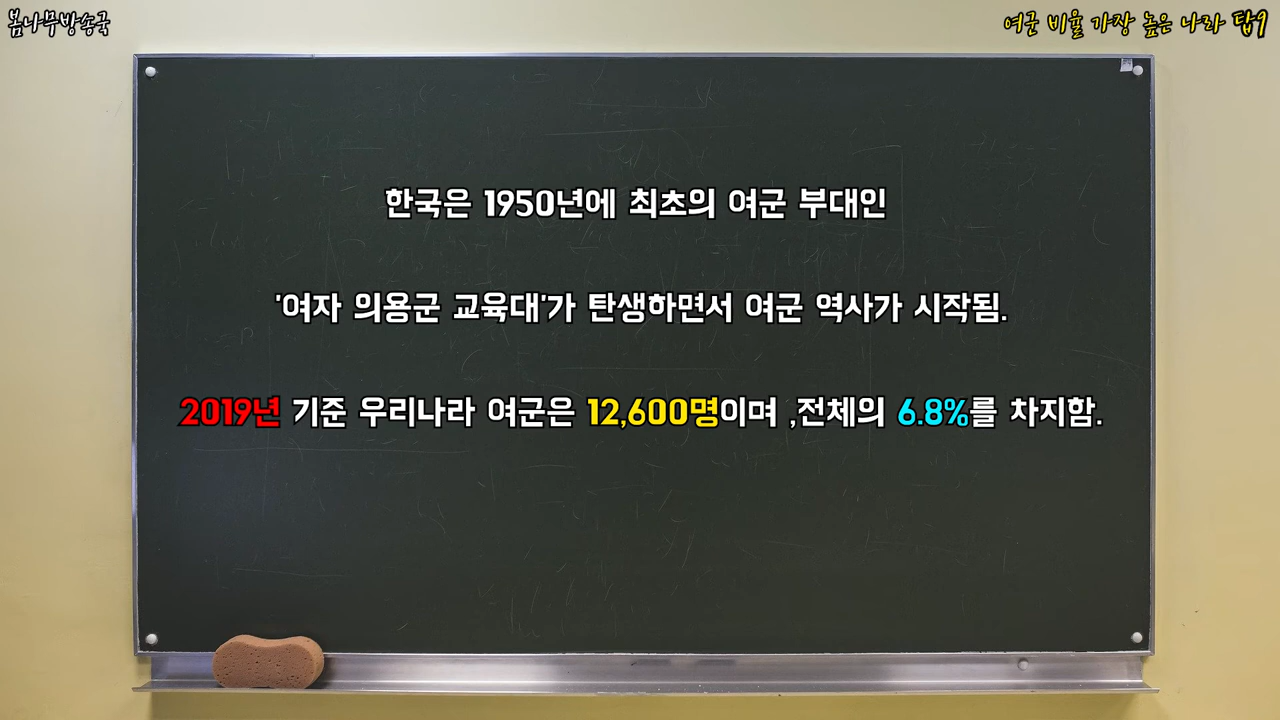 봄나무방송국
여군 비율 가장 높은 나라 탑9
한국은 1950년에 최초의 여군 부대인
'여자 의용군 교육대'가 탄생하면서 여군 역사가 시작됨.
2019년 기준 우리나라 여군은 12,600명이며 ,전체의 6.8%를 차지함.